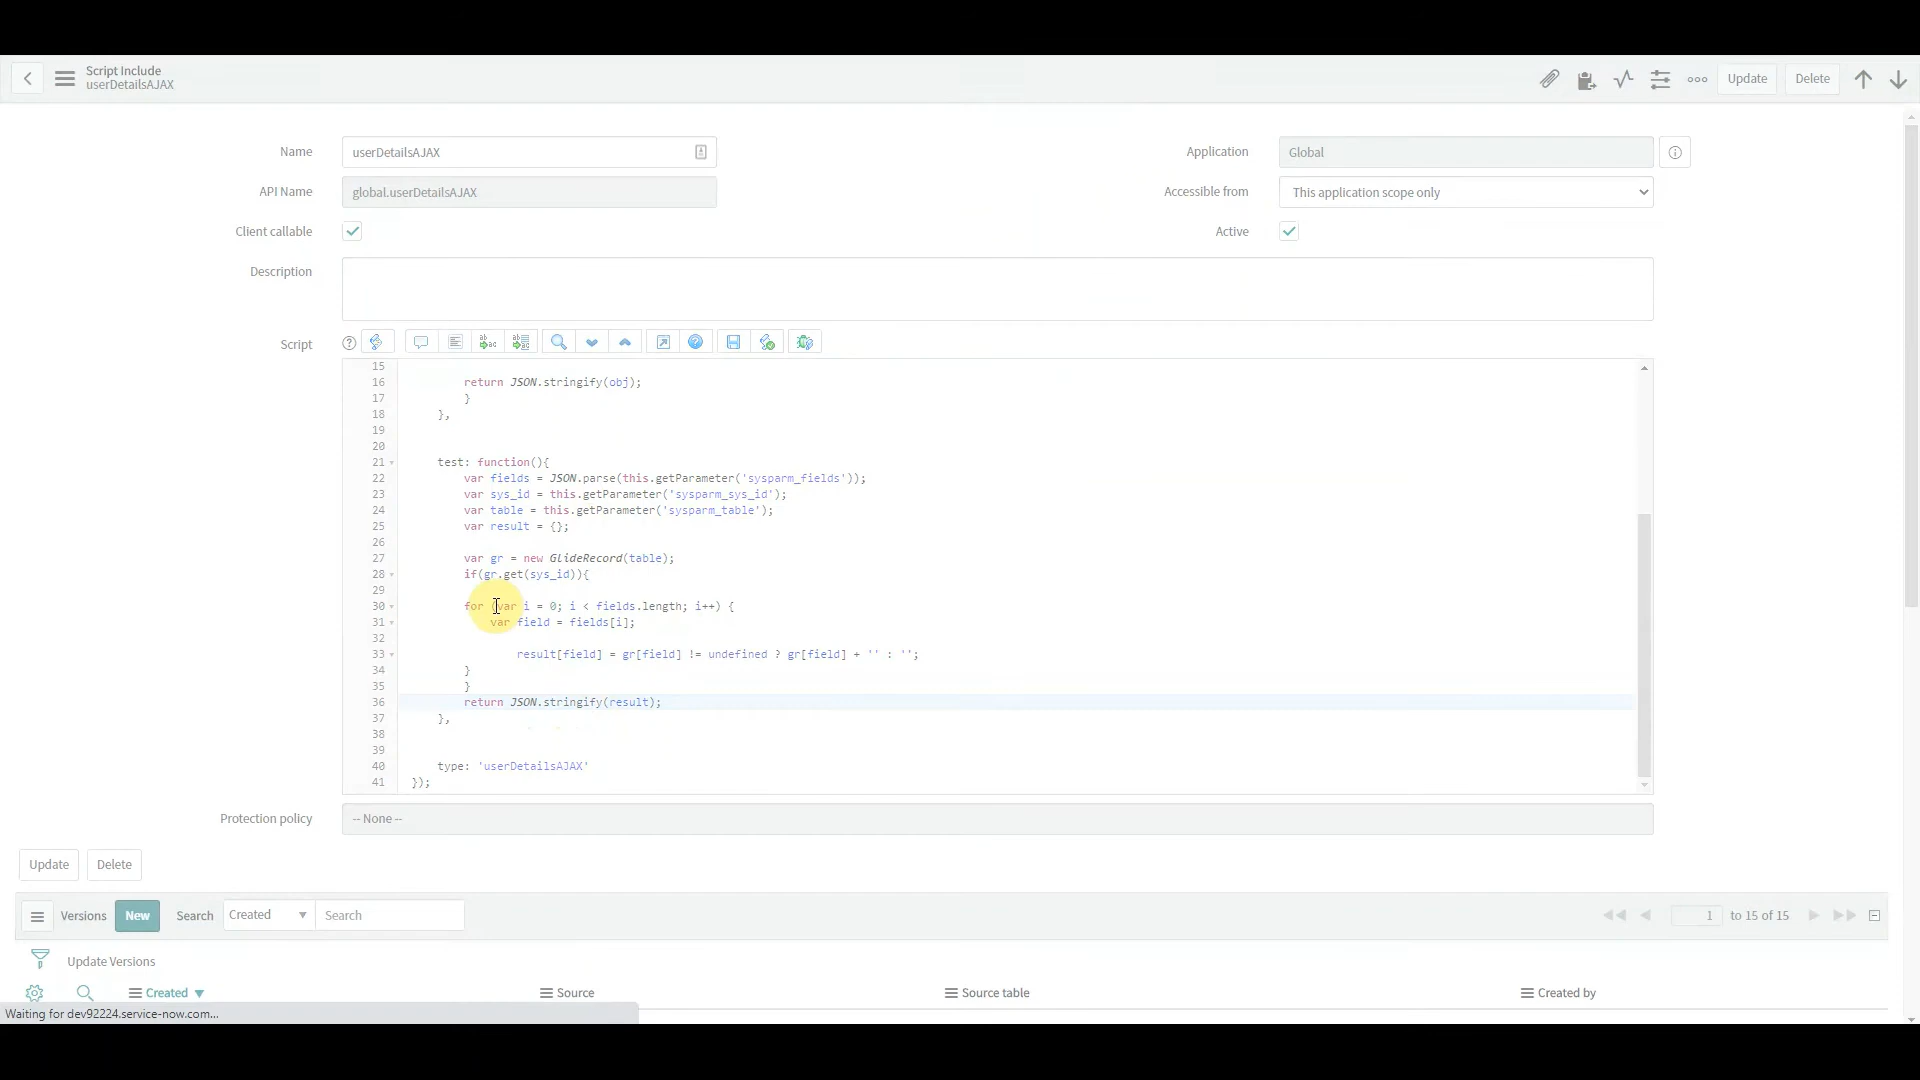 Script Include
userDetailsAJAX
Update
Delete
Name
userDetailsAJAX
Application
Global
API Name
global.userDetailsAJAX
Accessible from
This application scope only
Client callable
Active
Description
Script
15
16 return JSON.stringify(obj);
17 }
18 },
19
20
21 test: function(){
22 var fields = JSON.parse(this.getParameter('sysparm_fields'));
23 var sys_id = this.getParameter('sysparm_sys_id');
24 var table = this.getParameter('sysparm_table');
25 var result = {};
26
27 var gr = new GlideRecord(table);
28 if(gr.get(sys_id)){
29
30 for (var i = 0; i < fields.length; i++) {
31 var field = fields[i];
32
33 result[field] = gr[field] != undefined ? gr[field] + '' : '';
34 }
35 }
36 return JSON.stringify(result);
37 },
38
39
40 type: 'userDetailsAJAX'
41 });
Protection policy
-- None --
Update
Delete
Versions
New
Search
Created
Search
1 to 15 of 15
Update Versions
Created
Source
Source table
Created by
Waiting for dev92224.service-now.com...